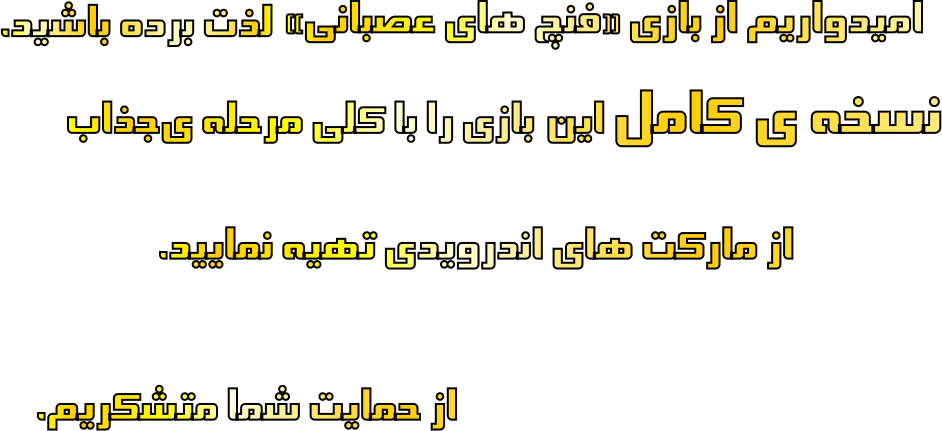 امیدواریم از بازی «فنچ های عصبانی» لذت برده باشید.
نسخه ی کامل این بازی را با کلی مرحله ی‌جذاب
از مارکت های اندرویدی تهیه نمایید.
از حمایت شما متشکریم.